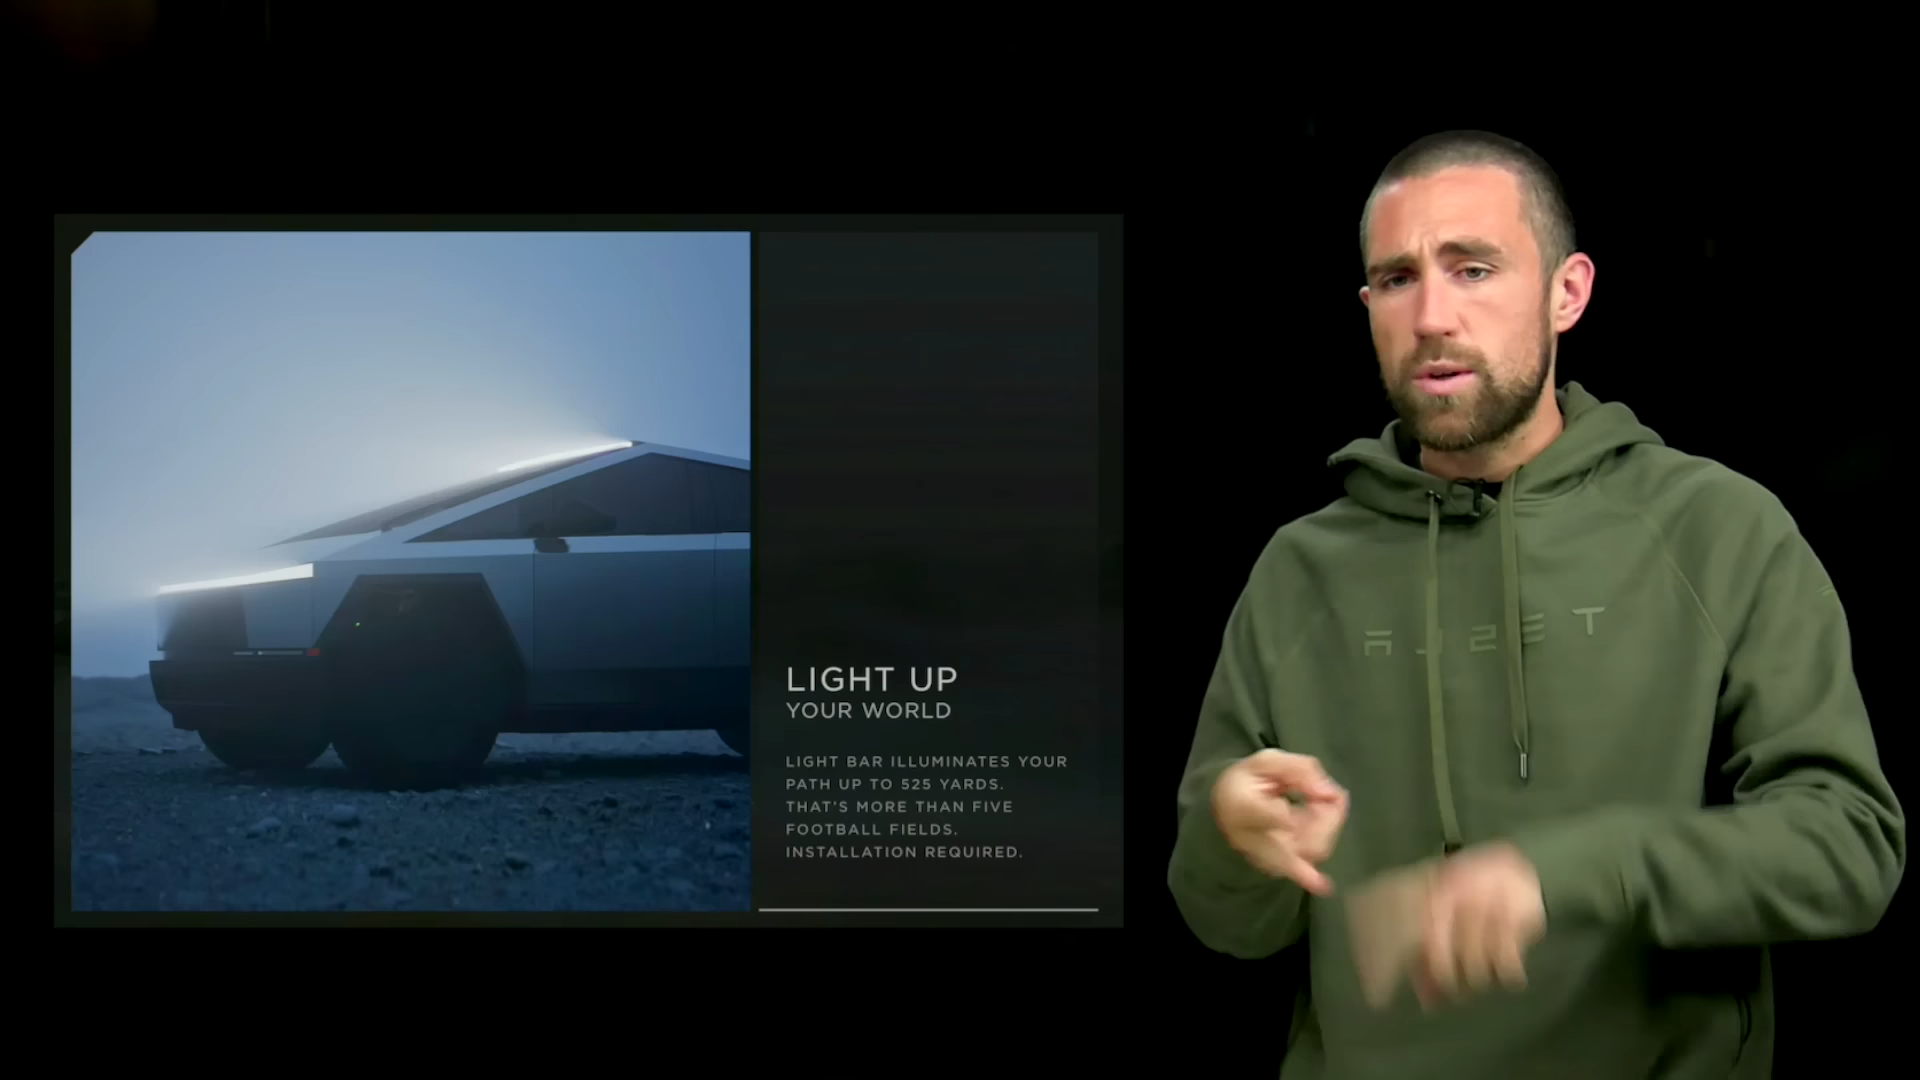 LIGHT UP
YOUR WORLD
LIGHT BAR ILLUMINATES YOUR
PATH UP TO 525 YARDS.
THAT'S MORE THAN FIVE
FOOTBALL FIELDS.
INSTALLATION REQUIRED.